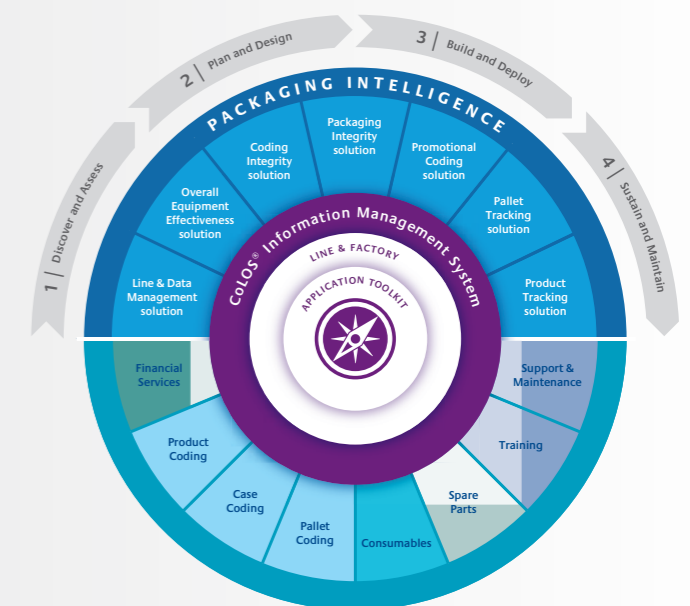 1 | Discover and Assess
2 | Plan and Design
3 | Build and Deploy
4 | Sustain and Maintain
PACKAGING INTELLIGENCE
Line & Data
Management
solution
Overall
Equipment
Effectiveness
solution
Coding
Integrity
solution
Packaging
Integrity
solution
Promotional
Coding
solution
Pallet
Tracking
solution
Product
Tracking
solution
CoLOS® Information Management System
LINE & FACTORY
APPLICATION TOOLKIT
Financial
Services
Product
Coding
Case
Coding
Pallet
Coding
Consumables
Spare
Parts
Training
Support &
Maintenance